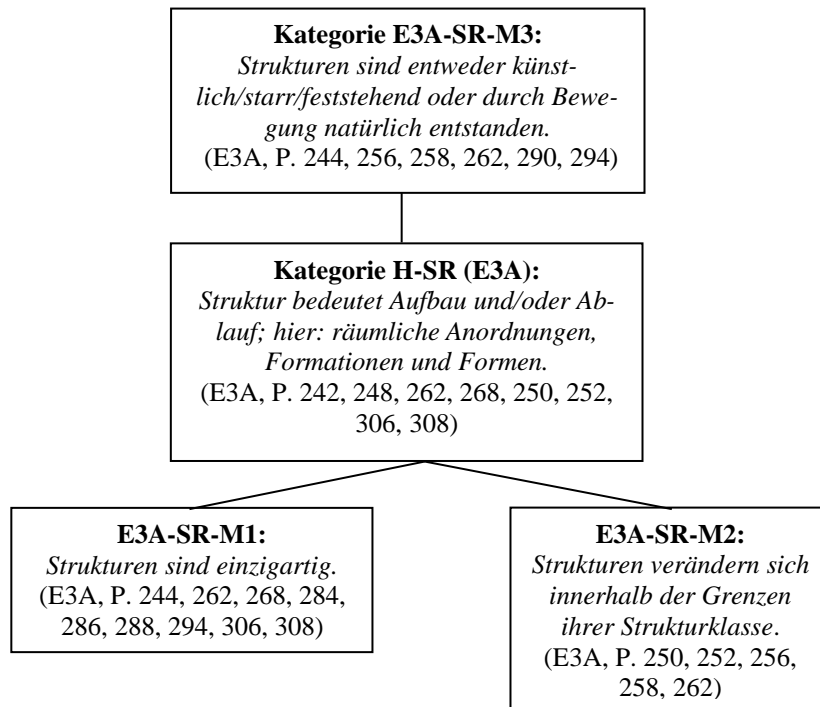 Kategorie E3A-SR-M3:
Strukturen sind entweder künst-
lich/starr/feststehend oder durch Bewe-
gung natürlich entstanden.
(E3A, P. 244, 256, 258, 262, 290, 294)
Kategorie H-SR (E3A):
Struktur bedeutet Aufbau und/oder Ab-
lauf; hier: räumliche Anordnungen,
Formationen und Formen.
(E3A, P. 242, 248, 262, 268, 250, 252,
306, 308)
E3A-SR-M1:
Strukturen sind einzigartig.
(E3A, P. 244, 262, 268, 284,
286, 288, 294, 306, 308)
E3A-SR-M2:
Strukturen verändern sich
innerhalb der Grenzen
ihrer Strukturklasse.
(E3A, P. 250, 252, 256,
258, 262)